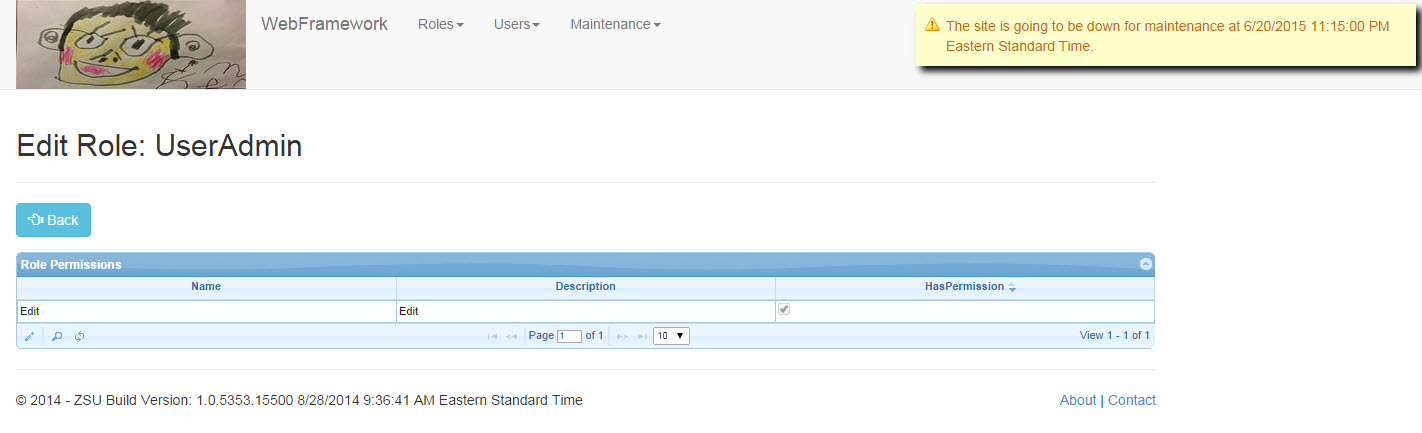 WebFramework Roles Users Maintenance
The site is going to be down for maintenance at 6/20/2015 11:15:00 PM
Eastern Standard Time.
Edit Role: UserAdmin
Back
Role Permissions
Name Description HasPermission
Edit Edit
Page 1 of 1 10 View 1 - 1 of 1
© 2014 - ZSU Build Version: 1.0.5353.15500 8/28/2014 9:36:41 AM Eastern Standard Time About | Contact